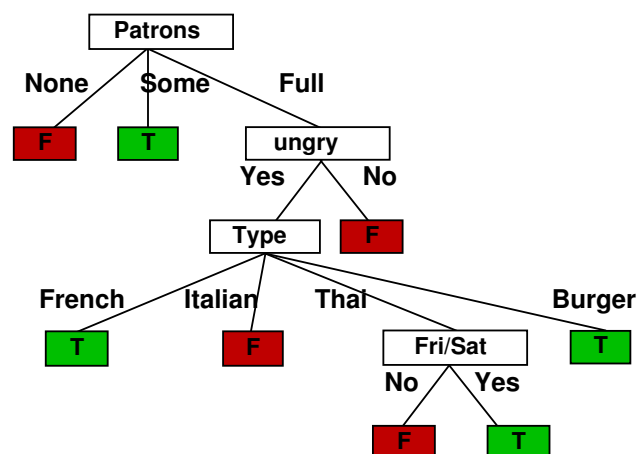 Patrons
None Some Full
F T ungry
Yes No
Type F
French Italian Thai Burger
T F Fri/Sat T
No Yes
F T